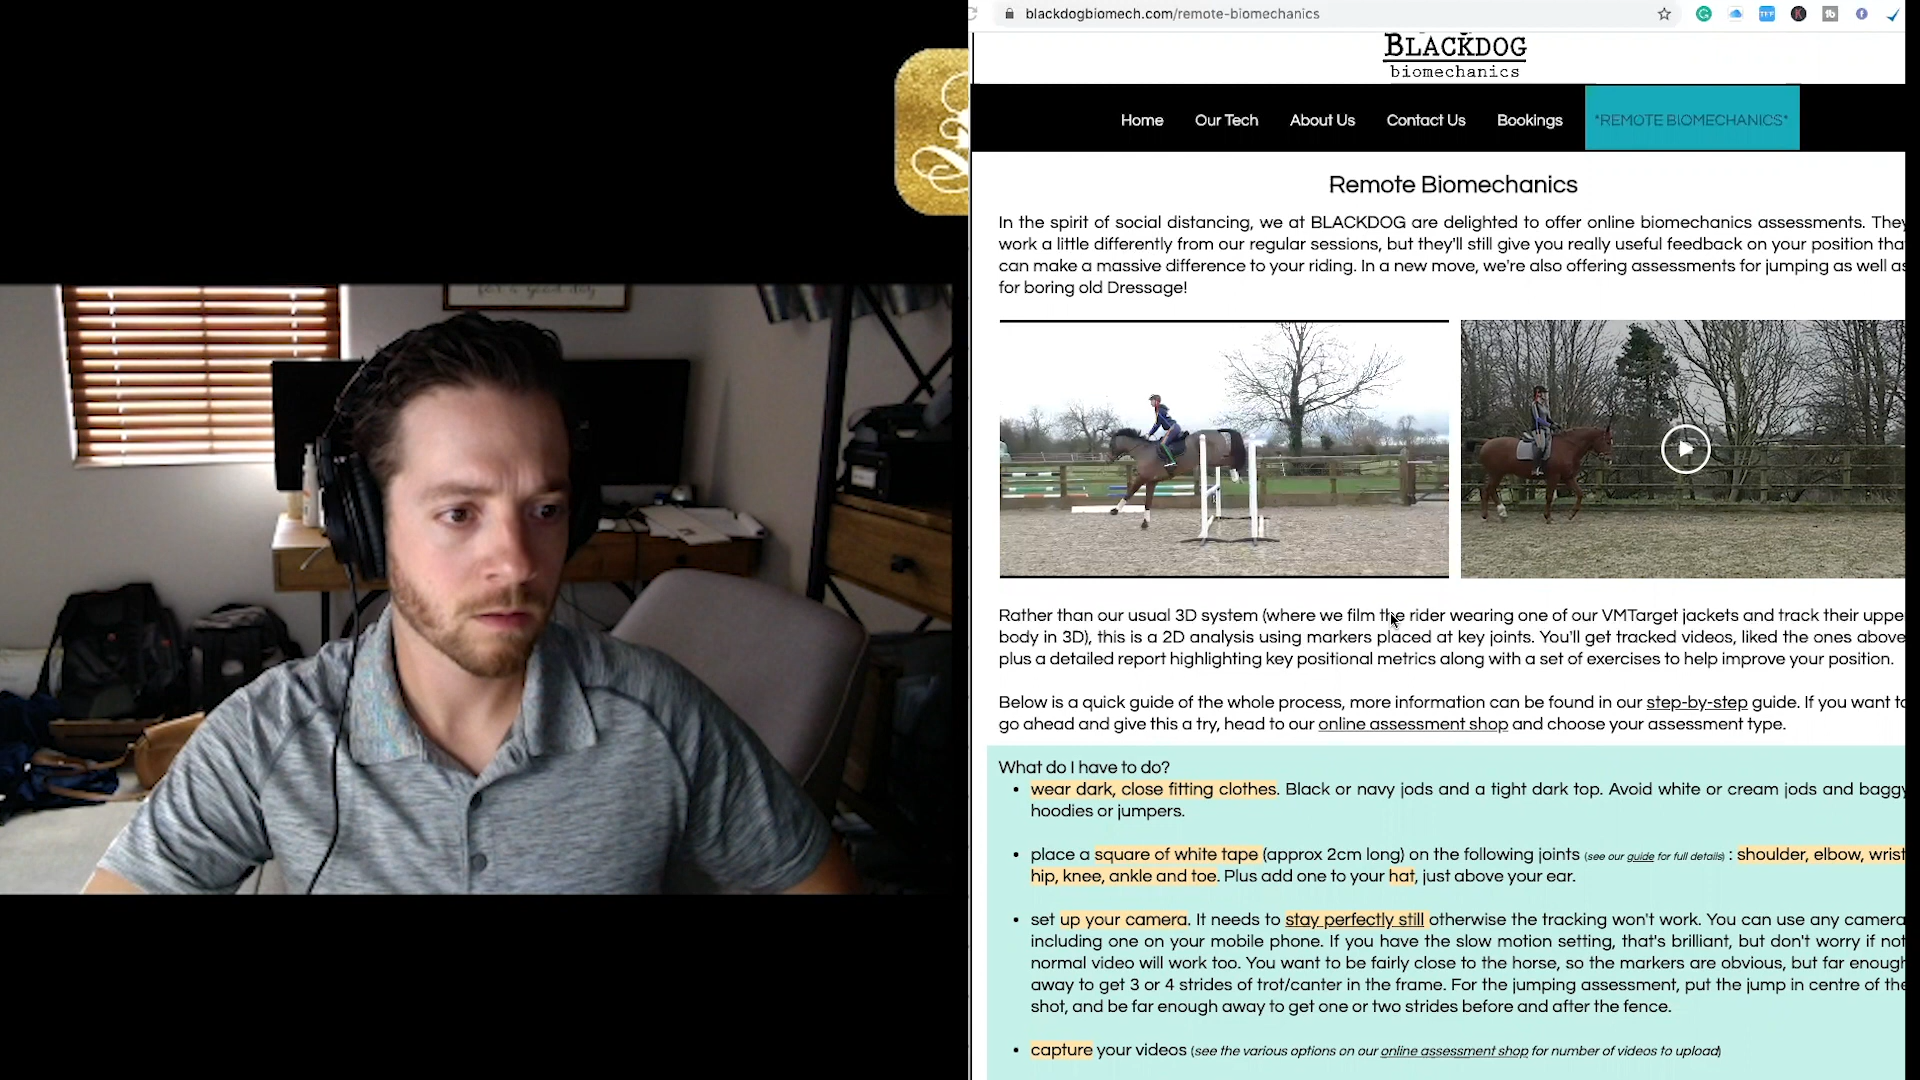 for a good day
blackdogbiomech.com/remote-biomechanics
BLACKDOG
biomechanics
Home Our Tech About Us Contact Us Bookings *REMOTE BIOMECHANICS*
Remote Biomechanics
In the spirit of social distancing, we at BLACKDOG are delighted to offer online biomechanics assessments. They
work a little differently from our regular sessions, but they'll still give you really useful feedback on your position tha
can make a massive difference to your riding. In a new move, we're also offering assessments for jumping as well as
for boring old Dressage!
Rather than our usual 3D system (where we film the rider wearing one of our VMTarget jackets and track their uppe
body in 3D), this is a 2D analysis using markers placed at key joints. You'll get tracked videos, liked the ones above
plus a detailed report highlighting key positional metrics along with a set of exercises to help improve your position.
Below is a quick guide of the whole process, more information can be found in our step-by-step guide. If you want to
go ahead and give this a try, head to our online assessment shop and choose your assessment type.
What do I have to do?
• wear dark, close fitting clothes. Black or navy jods and a tight dark top. Avoid white or cream jods and baggy
hoodies or jumpers.
• place a square of white tape (approx 2cm long) on the following joints (see our guide for full details) : shoulder, elbow, wrist
hip, knee, ankle and toe. Plus add one to your hat, just above your ear.
• set up your camera. It needs to stay perfectly still otherwise the tracking won't work. You can use any camera
including one on your mobile phone. If you have the slow motion setting, that's brilliant, but don't worry if not
normal video will work too. You want to be fairly close to the horse, so the markers are obvious, but far enough
away to get 3 or 4 strides of trot/canter in the frame. For the jumping assessment, put the jump in centre of the
shot, and be far enough away to get one or two strides before and after the fence.
• capture your videos (see the various options on our online assessment shop for number of videos to upload)